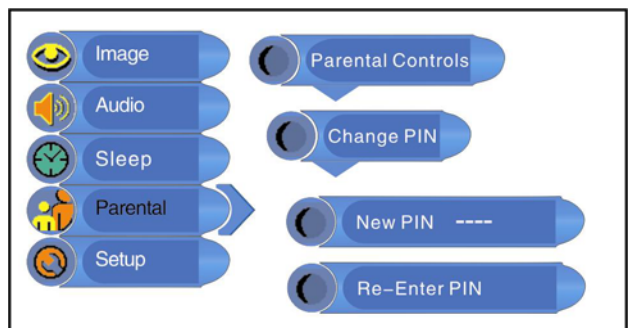 Image
Audio
Sleep
Parental
Setup
Parental Controls
Change PIN
New PIN ----
Re-Enter PIN